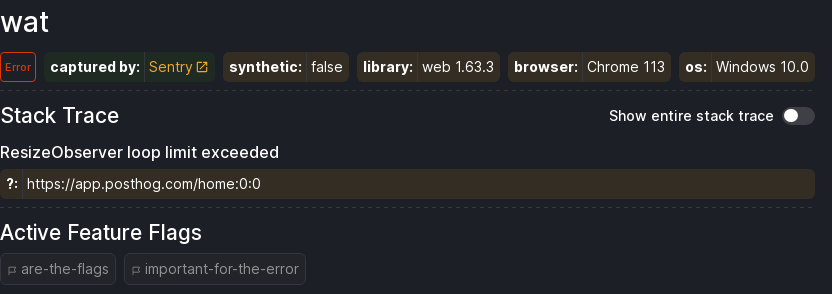 wat
Error captured by: Sentry synthetic: false library: web 1.63.3 browser: Chrome 113 os: Windows 10.0
Stack Trace Show entire stack trace
ResizeObserver loop limit exceeded
?: https://app.posthog.com/home:0:0
Active Feature Flags
are-the-flags important-for-the-error